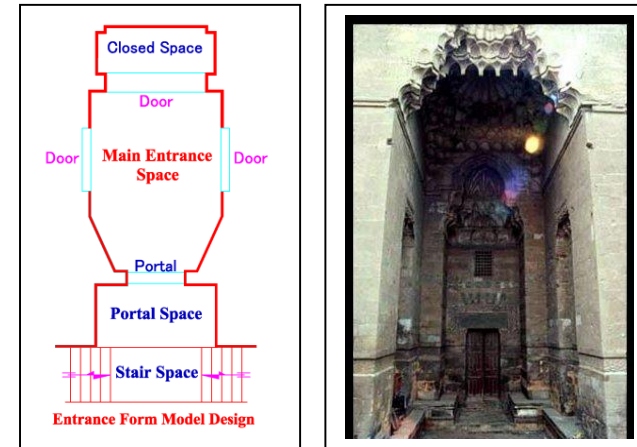 Closed Space
Door
Door
Main Entrance
Space
Door
Portal
Portal Space
Stair Space
Entrance Form Model Design